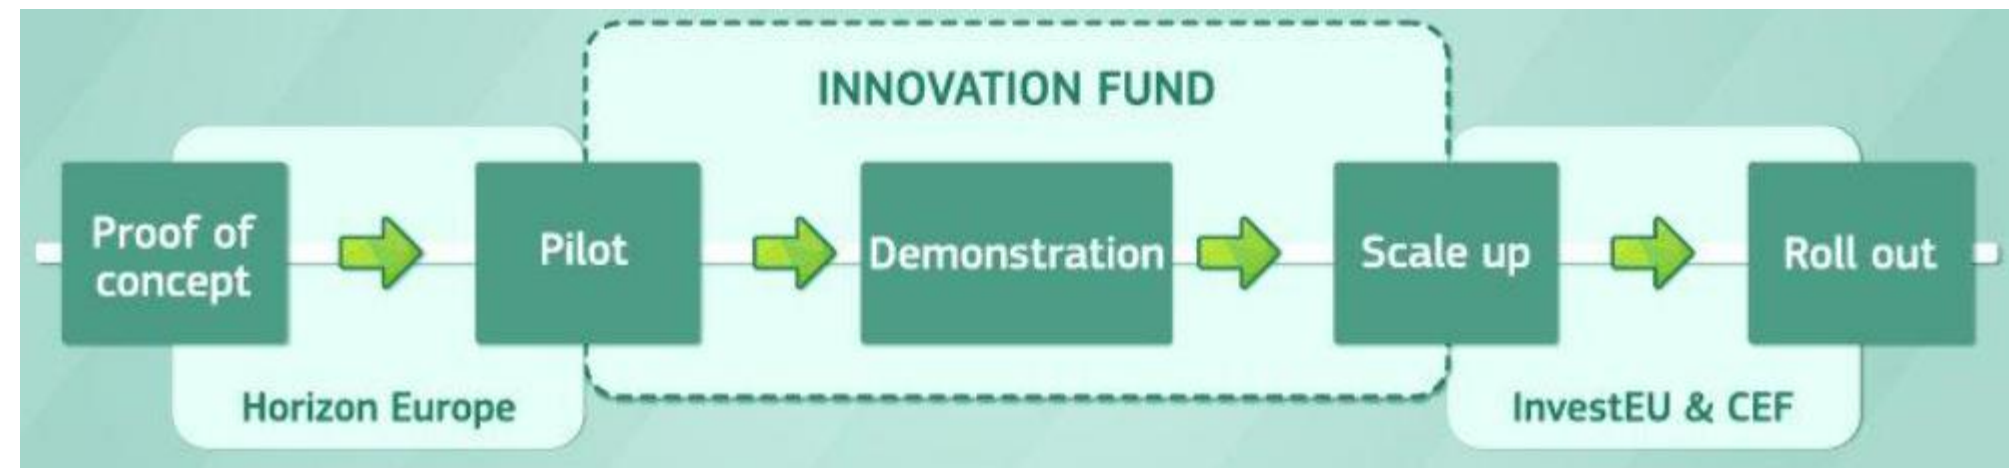 INNOVATION FUND
Proof of
concept
Pilot
Demonstration
Scale up
Roll out
Horizon Europe
InvestEU & CEF